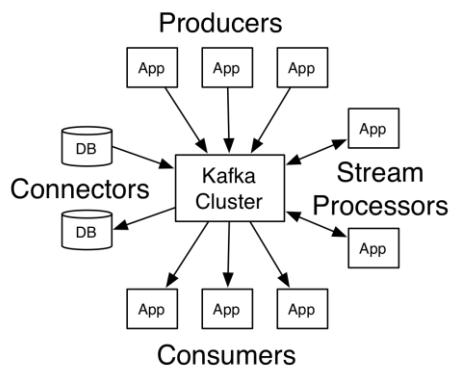 Producers
App
App
App
DB
App
Connectors
Kafka
Cluster
Stream
Processors
DB
App
App
App
App
Consumers